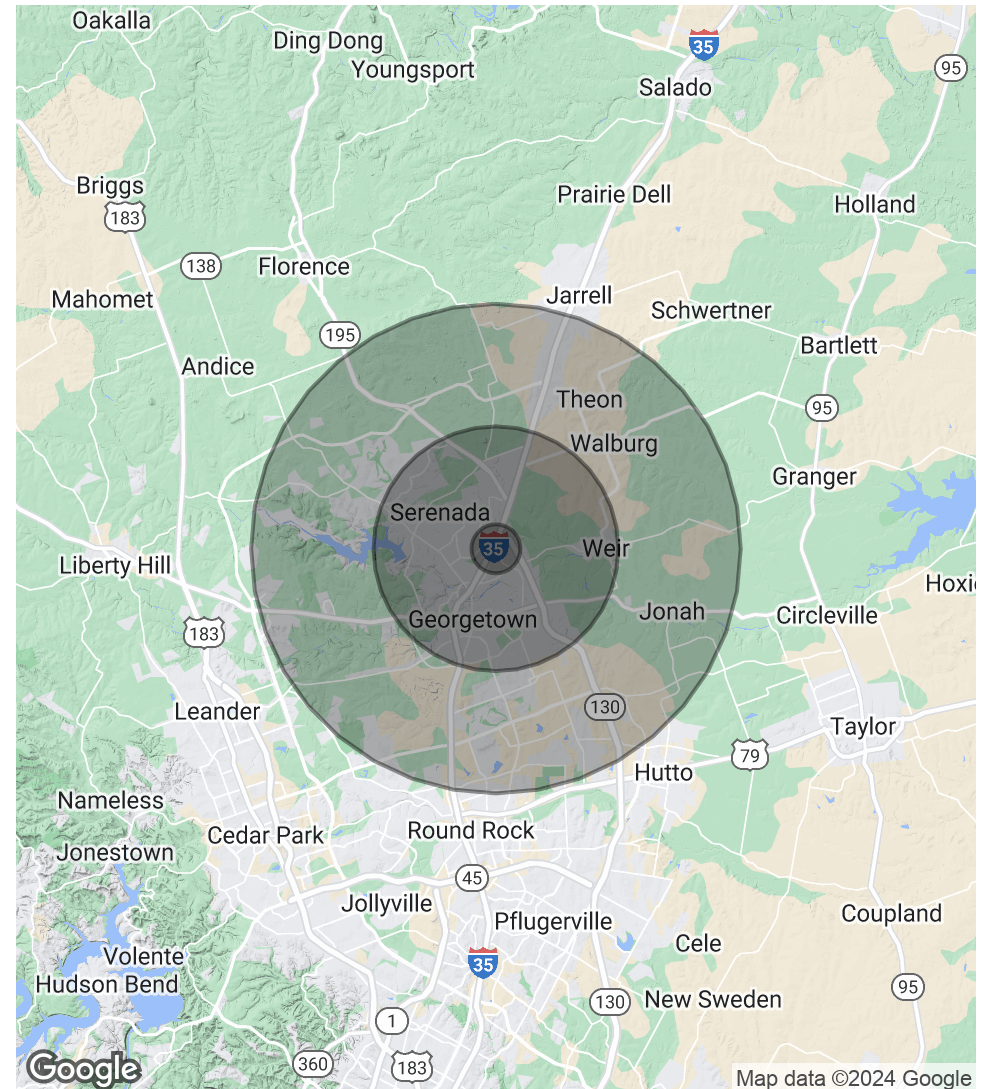 Oakalla
Ding Dong
35
95
Youngsport
Salado
Briggs
Prairie Dell
183
Holland
138
Florence
Mahomet
Jarrell
Schwertner
195
Bartlett
Andice
Theon
95
Walburg
Granger
Serenada
35
Weir
Liberty Hill
Hoxie
Jonah
Circleville
Georgetown
183
130
Leander
Taylor
79
Hutto
Nameless
Round Rock
Cedar Park
Jonestown
45
Jollyville
Coupland
Pflugerville
Cele
Volente
35
Hudson Bend
95
130
New Sweden
1
360
183
Google
Map data ©2024 Google